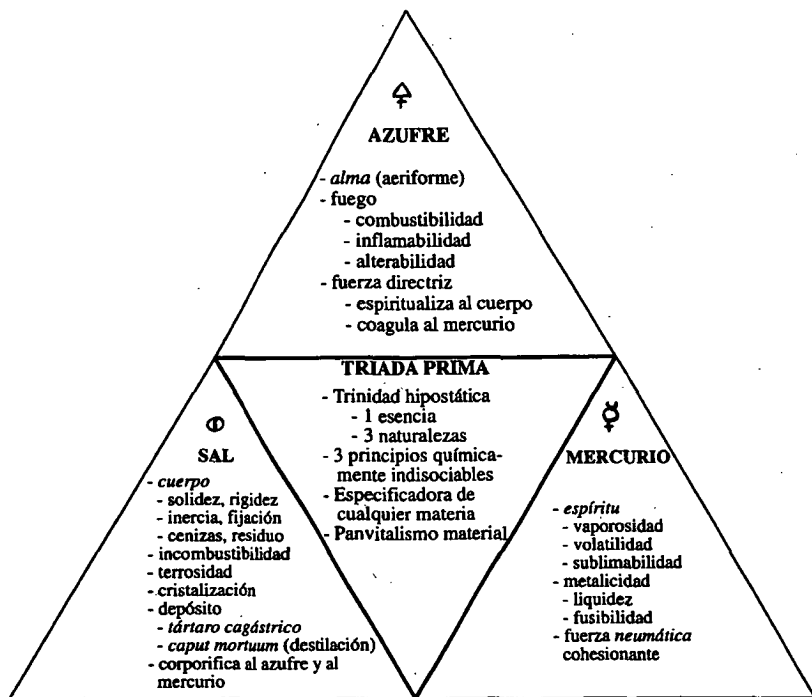 AZUFRE
- alma (aeriforme)
- fuego
- combustibilidad
- inflamabilidad
- alterabilidad
- fuerza directriz
- espiritualiza al cuerpo
- coagula al mercurio
TRIADA PRIMA
- Trinidad hipostática
- 1 esencia
- 3 naturalezas
- 3 principios química-
mente indisociables
- Especificadora de
cualquier materia
- Panvitalismo material
SAL
- cuerpo
- solidez, rigidez
- inercia, fijación
- cenizas, residuo
- incombustibilidad
- terrosidad
- cristalización
- depósito
- tártaro cagástrico
- caput mortuum (destilación)
- corporifica al azufre y al
mercurio
MERCURIO
- espíritu
- vaporosidad
- volatilidad
- sublimabilidad
- metalicidad
- liquidez
- fusibilidad
- fuerza neumática
cohesionante